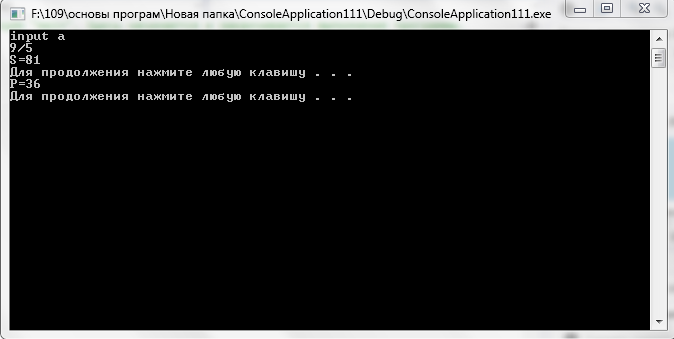 F:\109\основы програм\Новая папка\ConsoleApplication111\Debug\ConsoleApplication111.exe
input a
9/5
S=81
Для продолжения нажмите любую клавишу . . .
P=36
Для продолжения нажмите любую клавишу . . .